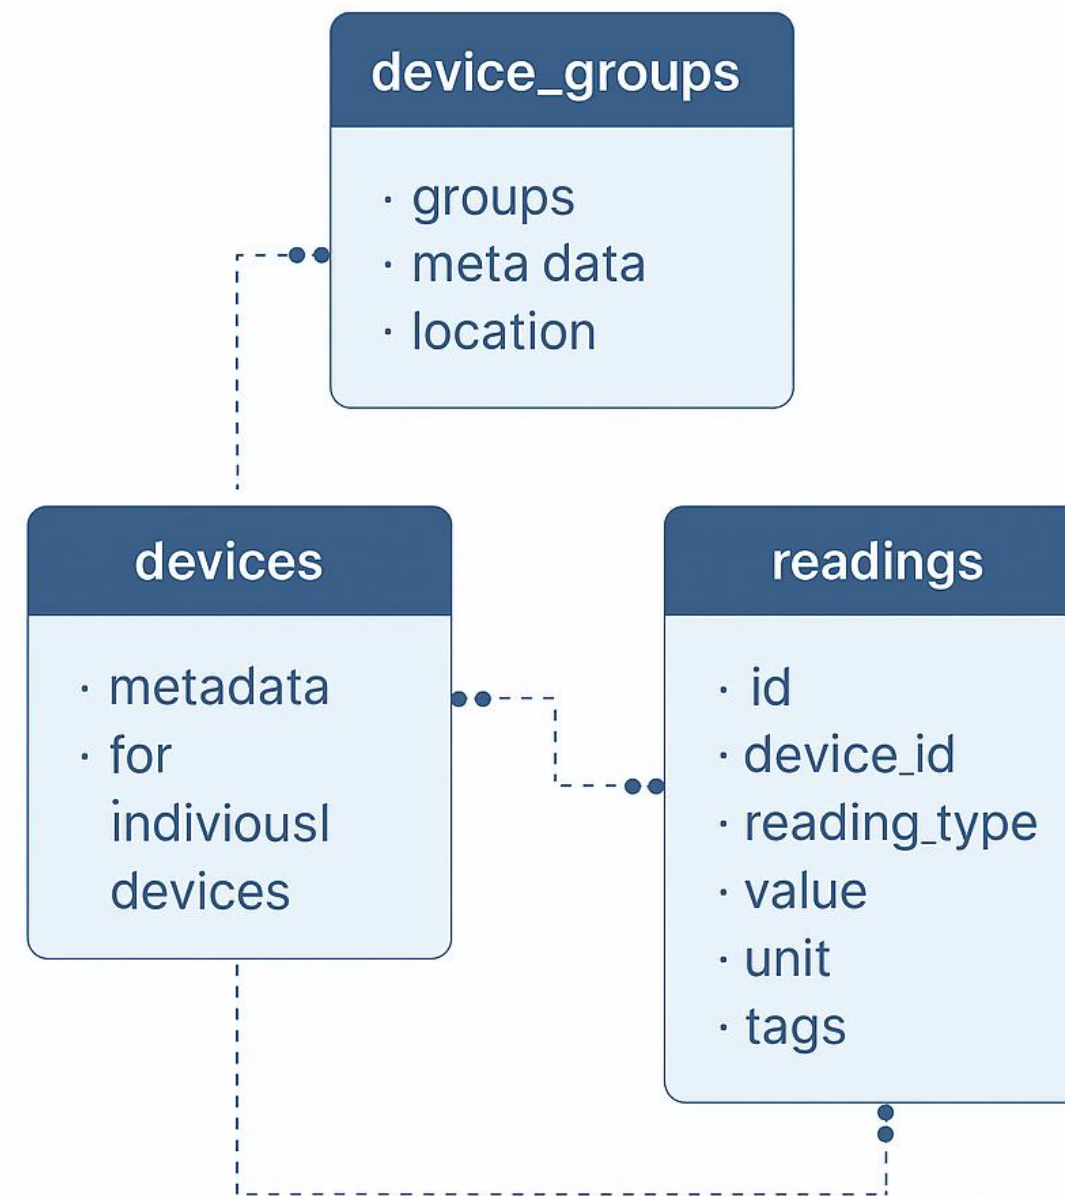 device_groups
· groups
· meta data
· location
devices
· metadata
· for
indiviousl
devices
readings
· id
· device_id
· reading_type
· value
· unit
· tags